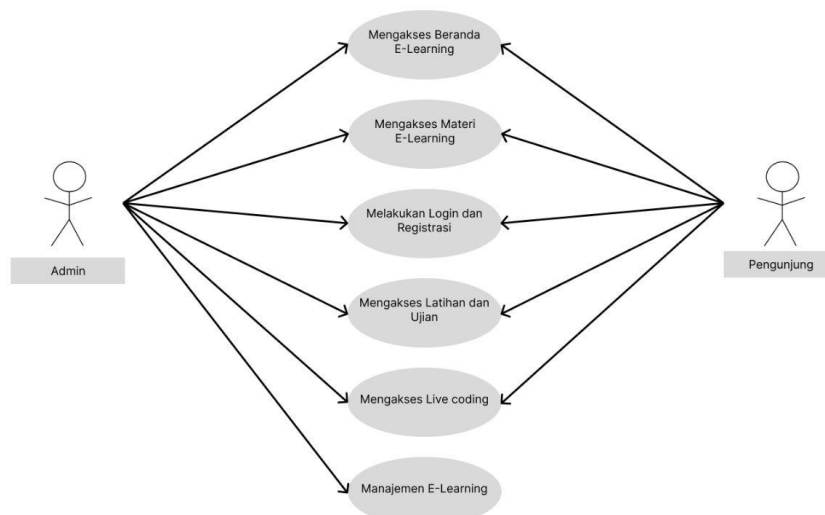 Mengakses Beranda
E-Learning
Mengakses Materi
E-Learning
Melakukan Login dan
Registrasi
Admin
Pengunjung
Mengakses Latihan dan
Ujian
Mengakses Live coding
Manajemen E-Learning